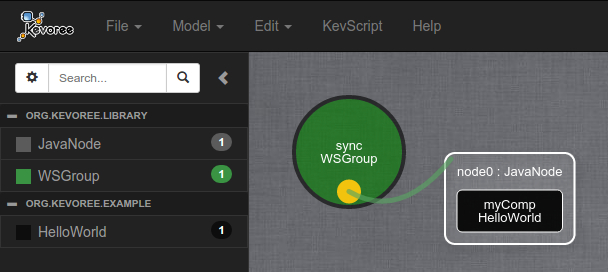 Kevoree
File
Model
Edit
KevScript
Help
Search...
ORG.KEVOREE.LIBRARY
JavaNode 1
WSGroup 1
ORG.KEVOREE.EXAMPLE
HelloWorld 1
sync
WSGroup
node0 : JavaNode
myComp
HelloWorld